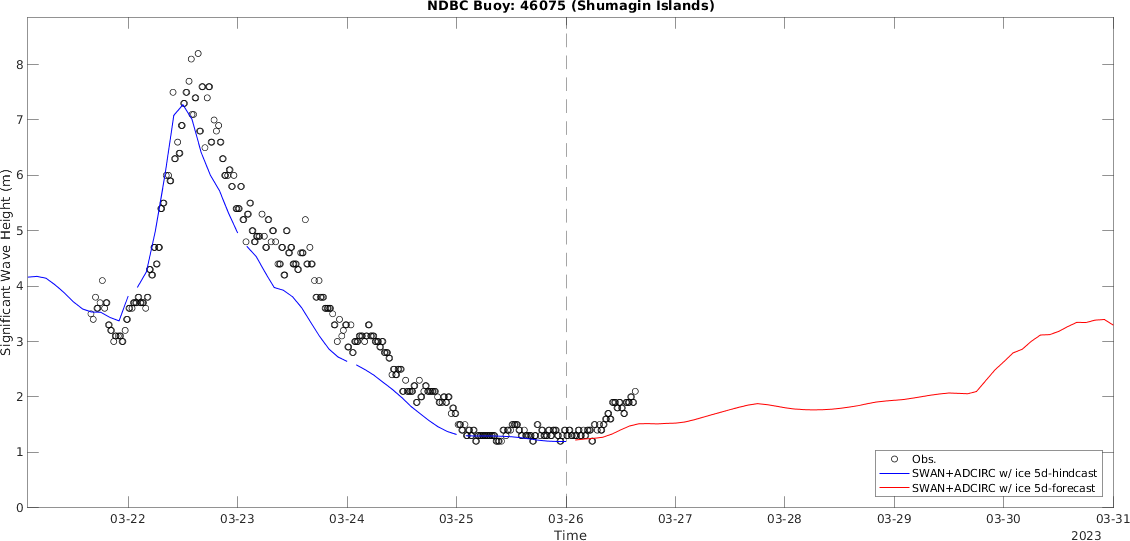 NDBC Buoy: 46075 (Shumagin Islands)
Significant Wave Height (m)
8
7
6
5
4
3
2
1
0
Obs.
SWAN+ADCIRC w/ ice 5d-hindcast
SWAN+ADCIRC w/ ice 5d-forecast
03-22 03-23 03-24 03-25 03-26 03-27 03-28 03-29 03-30 03-31
Time
2023